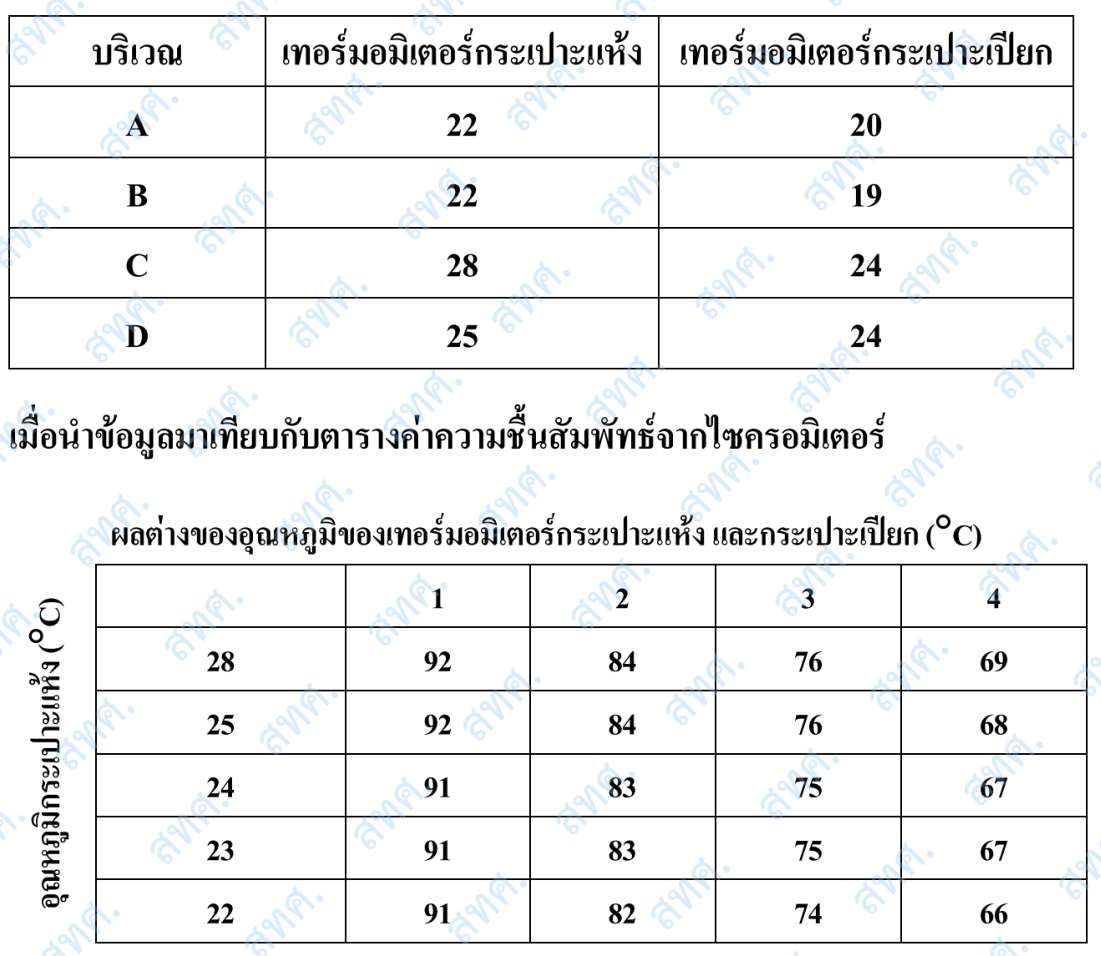 บริเวณ เทอร์มอมิเตอร์กระเปาะแห้ง เทอร์มอมิเตอร์กระเปาะเปียก
A 22 20
B 22 19
C 28 24
D 25 24
เมื่อนำข้อมูลมาเทียบกับตารางค่าความชื้นสัมพัทธ์จากไซครอมิเตอร์
ผลต่างของอุณหภูมิของเทอร์มอมิเตอร์กระเปาะแห้ง และกระเปาะเปียก (°C)
อุณหภูมิกระเปาะแห้ง (°C)
1 2 3 4
28 92 84 76 69
25 92 84 76 68
24 91 83 75 67
23 91 83 75 67
22 91 82 74 66
สทศ.